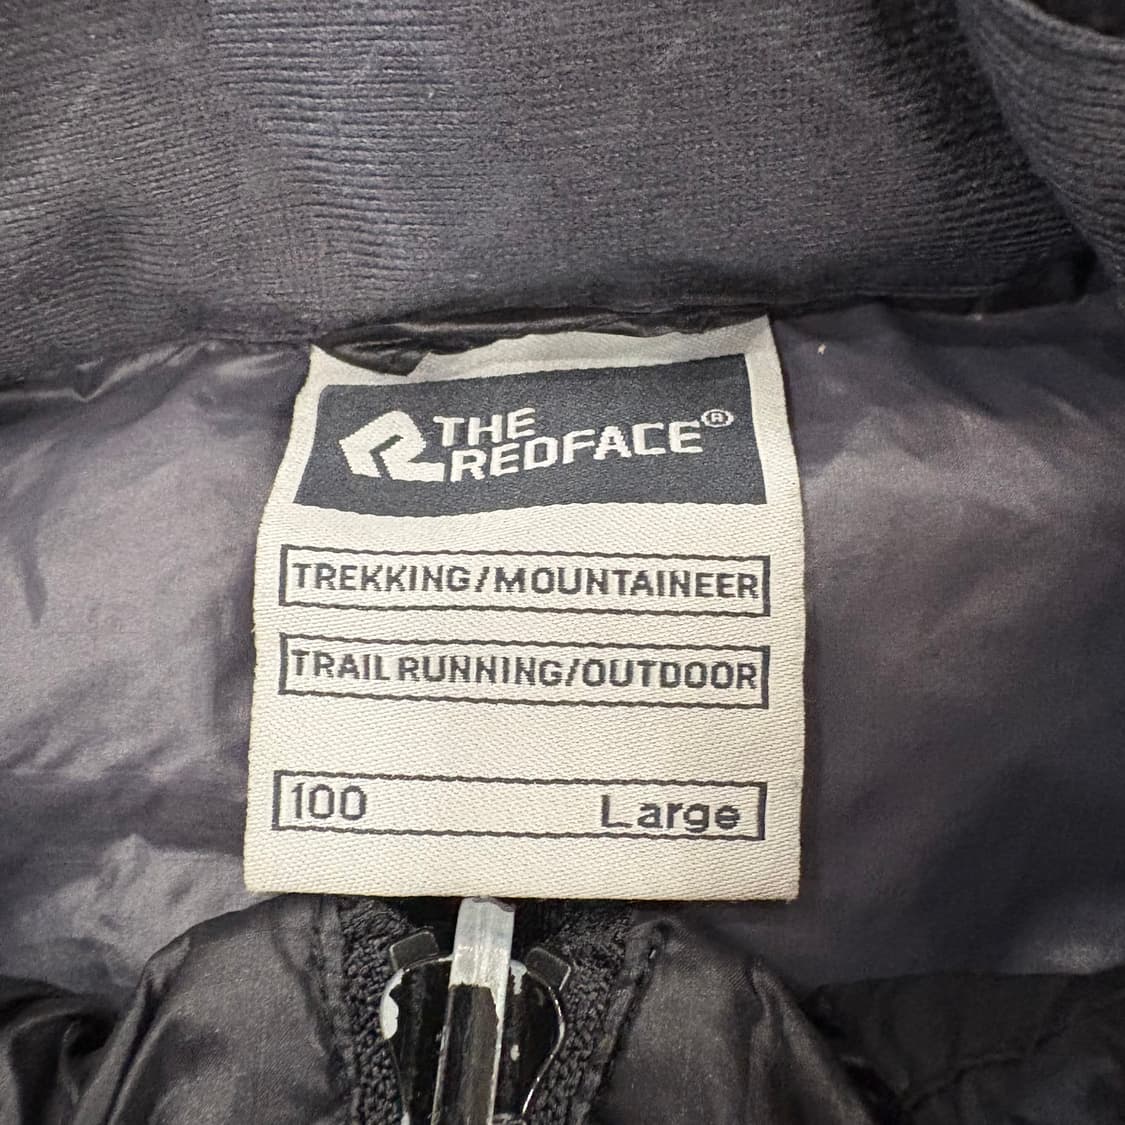 THE
REDFACE®
TREKKING/MOUNTAINEER
TRAIL RUNNING/OUTDOOR
100 Large